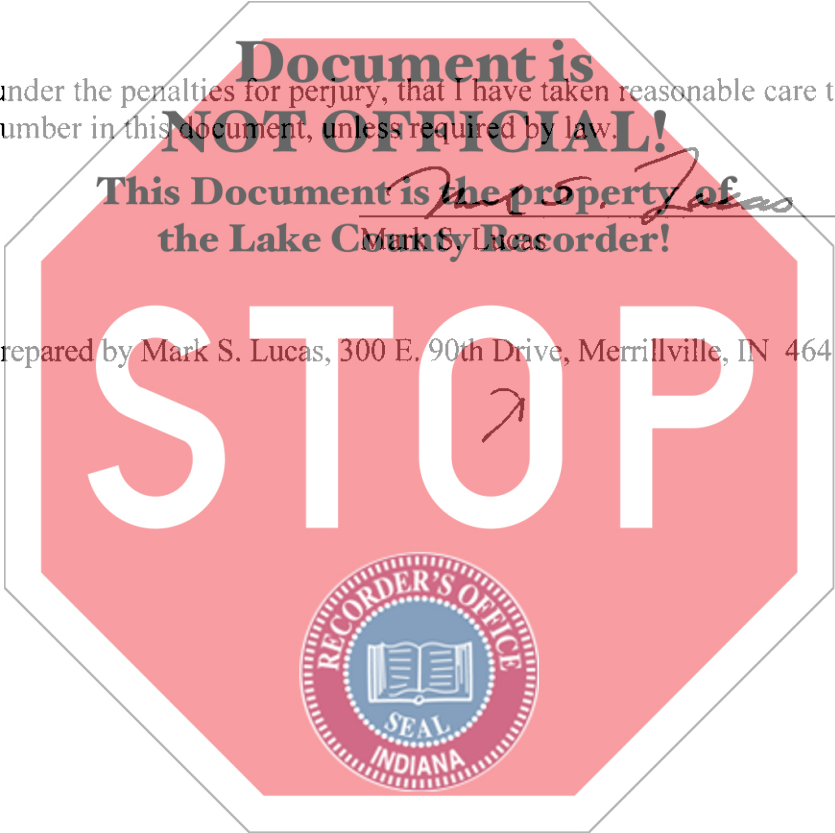 Document is
under the penalties for perjury, that I have taken reasonable care t
NOT OFFICIAL!
umber in this document, unless required by law.
This Document is the property of
Mark S. Lucas
the Lake County Recorder!
Mark S. Lucas
repared by Mark S. Lucas, 300 E. 90th Drive, Merrillville, IN 464
STOP
RECORDER'S OFFICE
SEAL
INDIANA